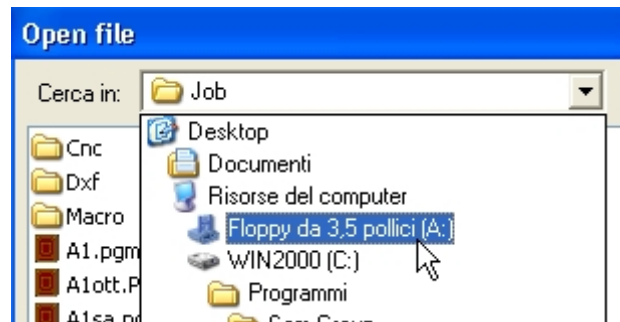 Open file
Cerca in: Job
Desktop
Cnc
Documenti
Dxf
Risorse del computer
Macro
Floppy da 3,5 pollici (A:)
A1.pgm
WIN2000 (C:)
A1ott.P
Programmi